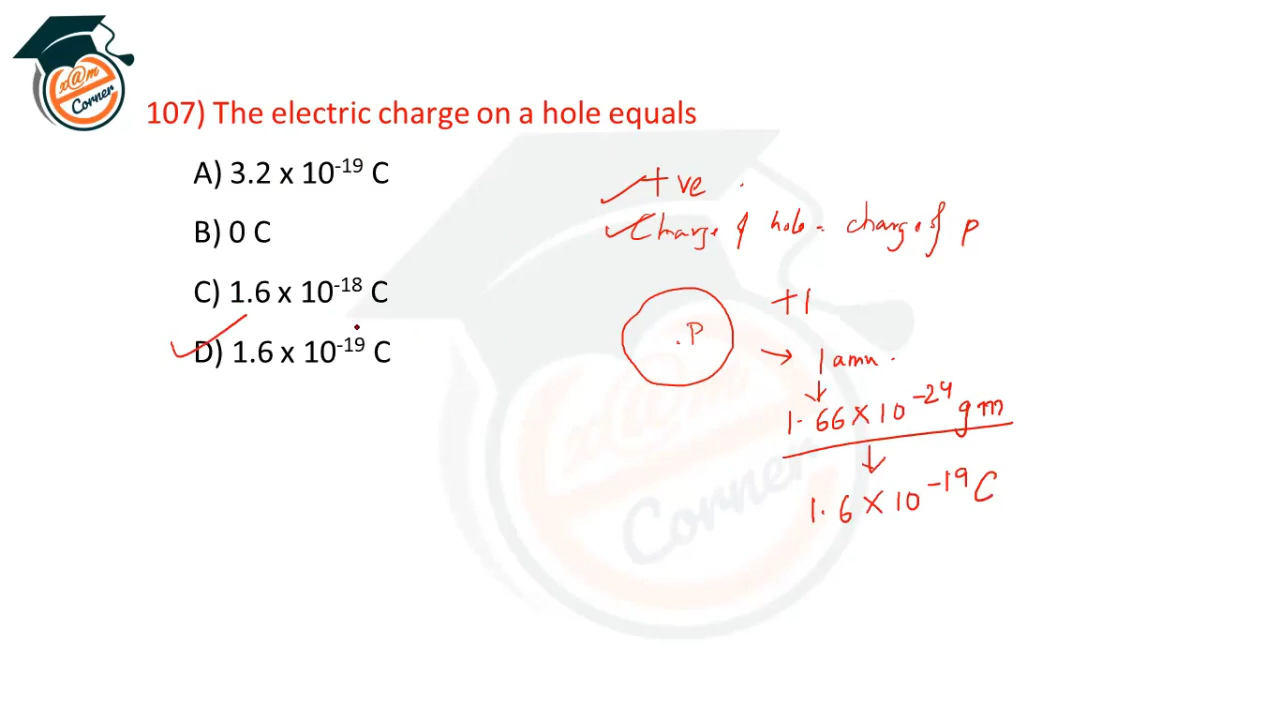 x@m
Corner
107) The electric charge on a hole equals
A) 3.2 x 10⁻¹⁹ C
B) 0 C
C) 1.6 x 10⁻¹⁸ C
D) 1.6 x 10⁻¹⁹ C
+ve
Charge of hole = charge of P
.P
+1
→ 1 amu
↓
1.66 X 10⁻²⁴ gm
↓
1.6 X 10⁻¹⁹ C
x@m
Corner